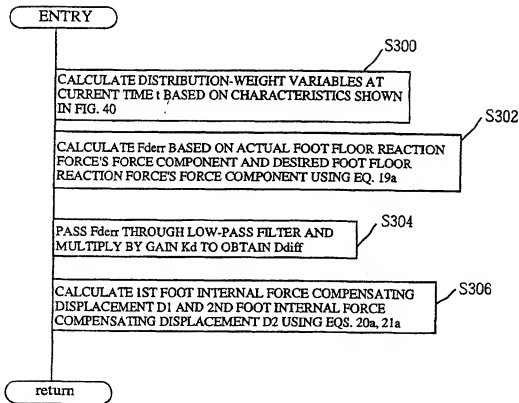 ENTRY
S300
CALCULATE DISTRIBUTION-WEIGHT VARIABLES AT
CURRENT TIME t BASED ON CHARACTERISTICS SHOWN
IN FIG. 40
S302
CALCULATE Fderr BASED ON ACTUAL FOOT FLOOR REACTION
FORCE'S FORCE COMPONENT AND DESIRED FOOT FLOOR
REACTION FORCE'S FORCE COMPONENT USING EQ. 19a
S304
PASS Fderr THROUGH LOW-PASS FILTER AND
MULTIPLY BY GAIN Kd TO OBTAIN Ddiff
S306
CALCULATE 1ST FOOT INTERNAL FORCE COMPENSATING
DISPLACEMENT D1 AND 2ND FOOT INTERNAL FORCE
COMPENSATING DISPLACEMENT D2 USING EQS. 20a, 21a
return